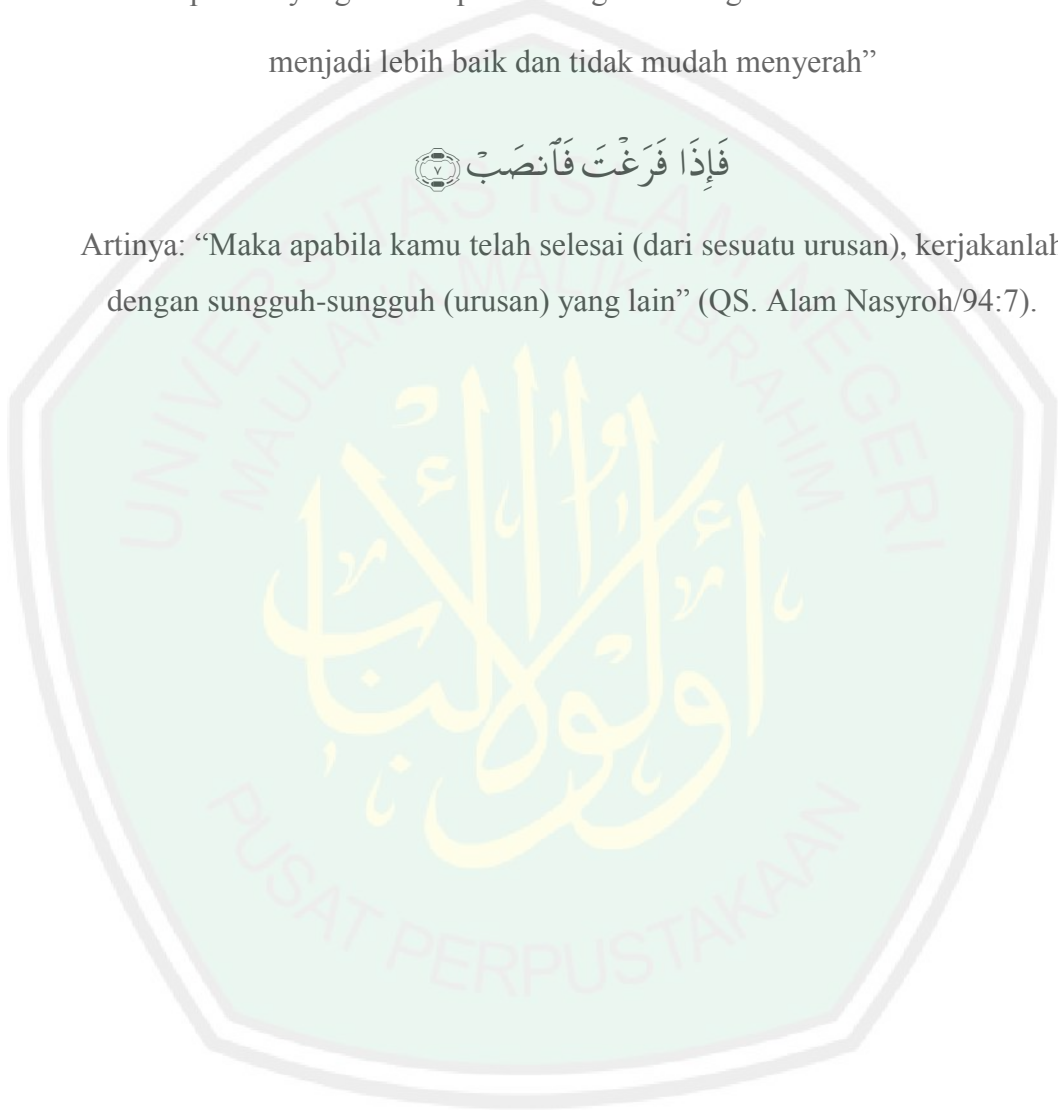 menjadi lebih baik dan tidak mudah menyerah”
فَإِذَا فَرَغْتَ فَٱنصَبْ ۝٧
Artinya: “Maka apabila kamu telah selesai (dari sesuatu urusan), kerjakanlah
dengan sungguh-sungguh (urusan) yang lain” (QS. Alam Nasyroh/94:7).
UNIVERSITAS ISLAM NEGERI
MAULANA MALIK IBRAHIM
أولوا الألباب
PUSAT PERPUSTAKAAN